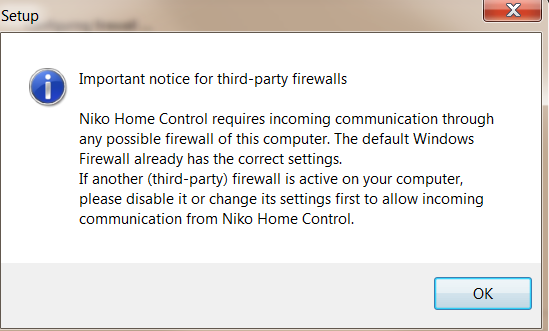 Setup
Configuring firewall ...
Important notice for third-party firewalls
Niko Home Control requires incoming communication through
any possible firewall of this computer. The default Windows
Firewall already has the correct settings.
If another (third-party) firewall is active on your computer,
please disable it or change its settings first to allow incoming
communication from Niko Home Control.
OK